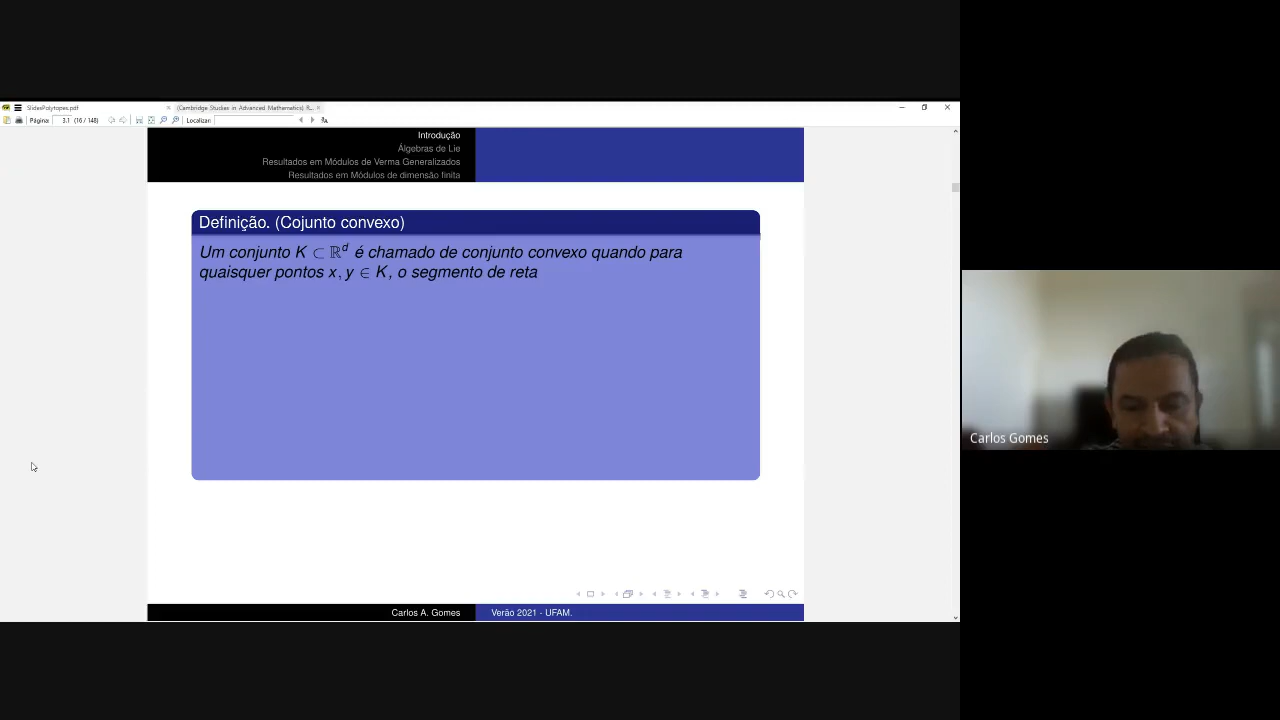 SlidesPolytopes.pdf
(Cambridge Studies in Advanced Mathematics) R...
Página: 3.1 (16 / 148)
Localizar:
Introdução
Álgebras de Lie
Resultados em Módulos de Verma Generalizados
Resultados em Módulos de dimensão finita
Definição. (Cojunto convexo)
Um conjunto K ⊂ ℝᵈ é chamado de conjunto convexo quando para
quaisquer pontos x, y ∈ K, o segmento de reta
Carlos Gomes
Carlos A. Gomes
Verão 2021 - UFAM.